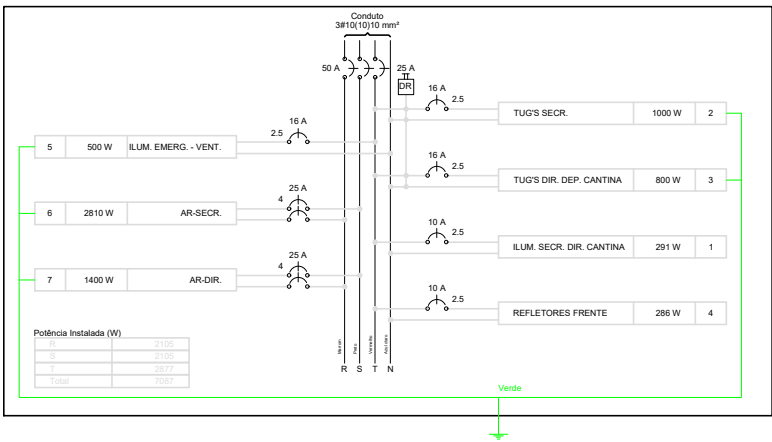 Conduto
3#10(10)10 mm²
50 A
25 A
DR
16 A
2.5
TUG'S SECR. 1000 W 2
16 A
2.5
5 500 W ILUM. EMERG. - VENT.
16 A
2.5
TUG'S DIR. DEP. CANTINA 800 W 3
25 A
4
6 2810 W AR-SECR.
10 A
2.5
ILUM. SECR. DIR. CANTINA 291 W 1
25 A
4
7 1400 W AR-DIR.
10 A
2.5
REFLETORES FRENTE 286 W 4
Potência Instalada (W)
R 2105
S 2105
T 2877
Total 7087
Marrom
Preto
Vermelho
R S T N
Verde